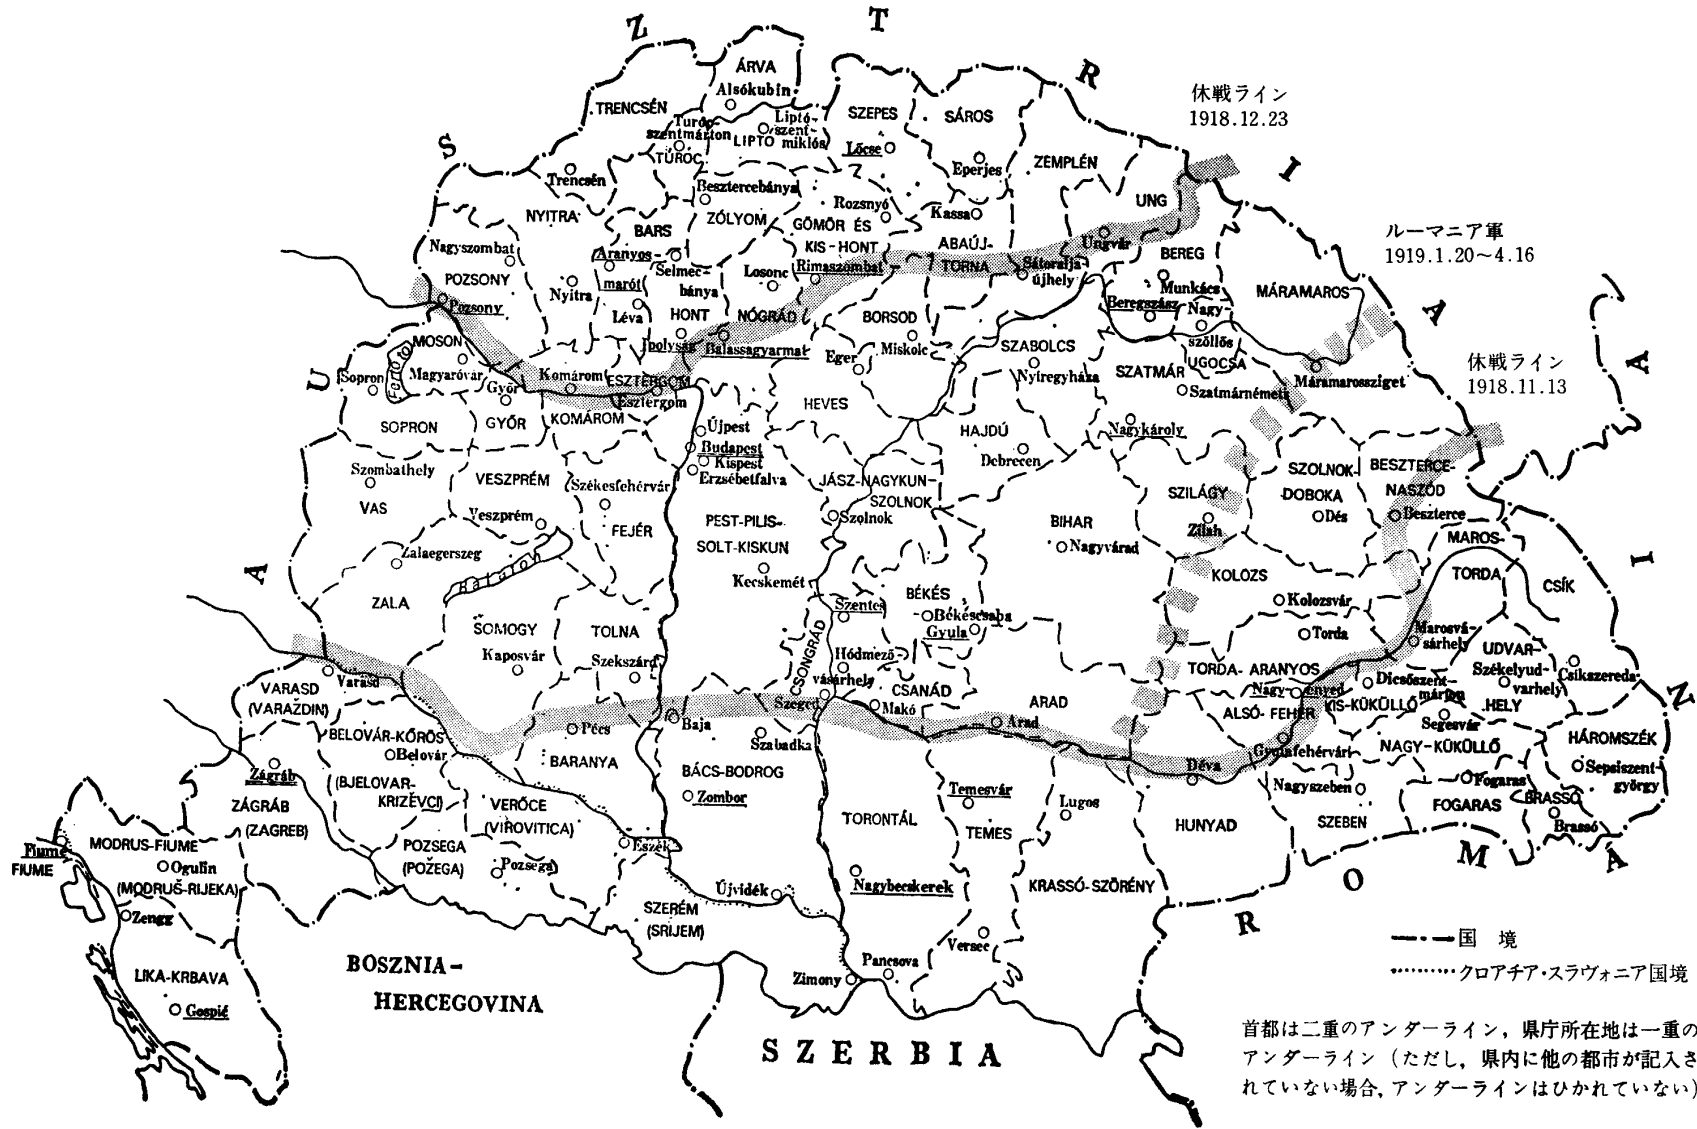 A U S Z T R I A
R O M A N I A
ÁRVA
Alsókubin
TRENCSÉN
Turóc-
szentmárton
Liptó-
szent-
miklós
LIPTO
TURÓC
Trencsén
SZEPES
Lőcse
SÁROS
Eperjes
ZEMPLÉN
UNG
Ungvár
休戦ライン
1918.12.23
ルーマニア軍
1919.1.20～4.16
休戦ライン
1918.11.13
NYITRA
Nagyszombat
POZSONY
Pozsony
Nyitra
BARS
Aranyos-
marót
Léva
Selmec-
bánya
HONT
Ipolyság
Besztercebánya
ZÓLYOM
Losonc
NÓGRÁD
Balassagyarmat
Rozsnyó
GÖMÖR ÉS
KIS-HONT
Rimaszombat
Kassa
ABAÚJ-
TORNA
Sátoralja-
újhely
BORSOD
Miskolc
BEREG
Munkács
Beregszász
Nagy-
szöllős
UGOCSA
MÁRAMAROS
Máramarossziget
MOSON
Magyaróvár
Fertő tó
Sopron
SOPRON
Győr
GYŐR
Komárom
KOMÁROM
ESZTERGOM
Esztergom
Eger
HEVES
SZABOLCS
Nyíregyháza
SZATMÁR
Szatmárnémeti
Nagykároly
HAJDÚ
Debrecen
Újpest
Budapest
Kispest
Erzsébetfalva
Szombathely
VAS
VESZPRÉM
Veszprém
Székesfehérvár
FEJÉR
PEST-PILIS-
SOLT-KISKUN
Kecskemét
JÁSZ-NAGYKUN-
SZOLNOK
Szolnok
BIHAR
Nagyvárad
SZILÁGY
Zilah
SZOLNOK-
DOBOKA
Dés
BESZTERCE-
NASZÓD
Beszterce
MAROS-
TORDA
Marosvá-
sárhely
CSÍK
Csíkszereda
Zalaegerszeg
ZALA
Balaton
SOMOGY
Kaposvár
TOLNA
Szekszárd
CSONGRÁD
Szentes
Hódmező-
vásárhely
Szeged
BÉKÉS
Békéscsaba
Gyula
CSANÁD
Makó
ARAD
Arad
KOLOZS
Kolozsvár
Torda
TORDA-ARANYOS
Nagy-enyed
ALSÓ-FEHÉR
Gyulafehérvár
Dicsőszent-
márton
KIS-KÜKÜLLŐ
UDVAR-
HELY
Székelyud-
varhely
Segesvár
NAGY-KÜKÜLLŐ
HÁROMSZÉK
Sepsiszent-
györgy
Nagyszeben
SZEBEN
Fogaras
FOGARAS
BRASSÓ
Brassó
Déva
HUNYAD
VARASD
(VARAŽDIN)
Varasd
BELOVÁR-KŐRÖS
Belovár
(BJELOVAR-
KRIZEVCI)
Zágráb
ZÁGRÁB
(ZAGREB)
Pécs
BARANYA
Baja
Szabadka
BÁCS-BODROG
Zombor
Újvidék
VERŐCE
(VIROVITICA)
Eszék
POZSEGA
(POŽEGA)
Pozsega
SZERÉM
(SRIJEM)
Zimony
TORONTÁL
Nagybecskerek
Pancsova
Temesvár
TEMES
Versec
Lugos
KRASSÓ-SZÖRÉNY
Fiume
FIUME
MODRUS-FIUME
Ogulin
(MODRUŠ-RIJEKA)
Zengg
LIKA-KRBAVA
Gospić
BOSZNIA-
HERCEGOVINA
SZERBIA
国 境
クロアチア・スラヴォニア国境
首都は二重のアンダーライン，県庁所在地は一重の
アンダーライン（ただし，県内に他の都市が記入さ
れていない場合，アンダーラインはひかれていない）